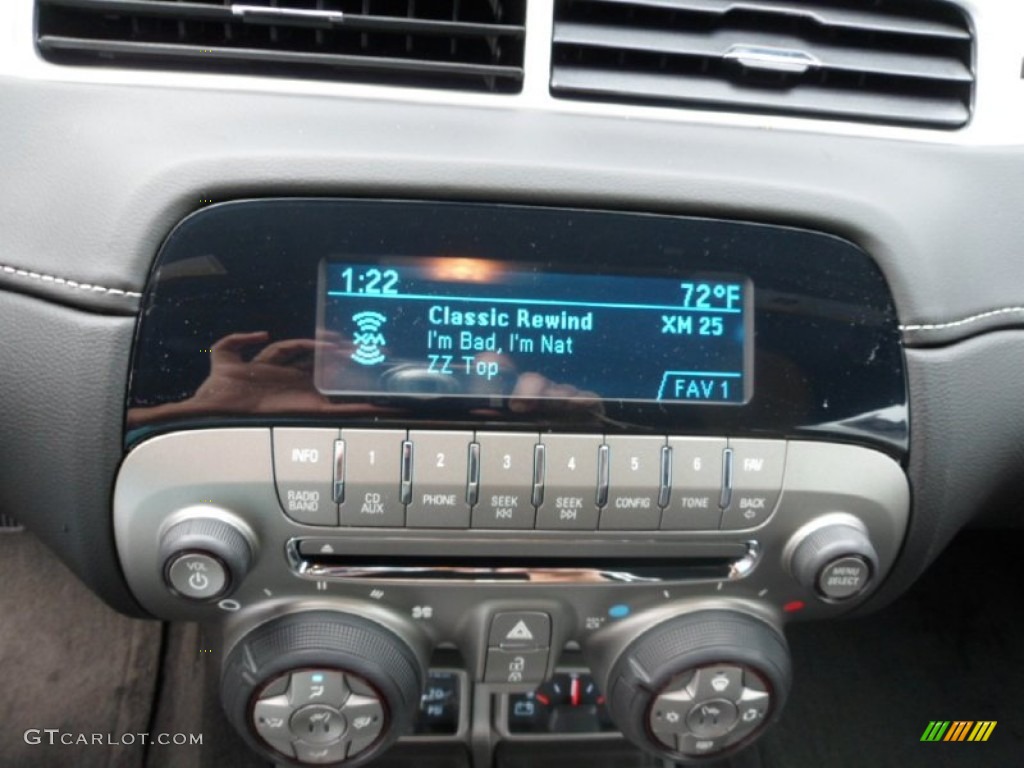 1:22 72°F
Classic Rewind XM 25
XM I'm Bad, I'm Nat
ZZ Top
FAV 1
INFO 1 2 3 4 5 6 FAV
RADIO BAND CD AUX PHONE SEEK SEEK CONFIG TONE BACK
VOL
MENU SELECT
GTCARLOT.COM